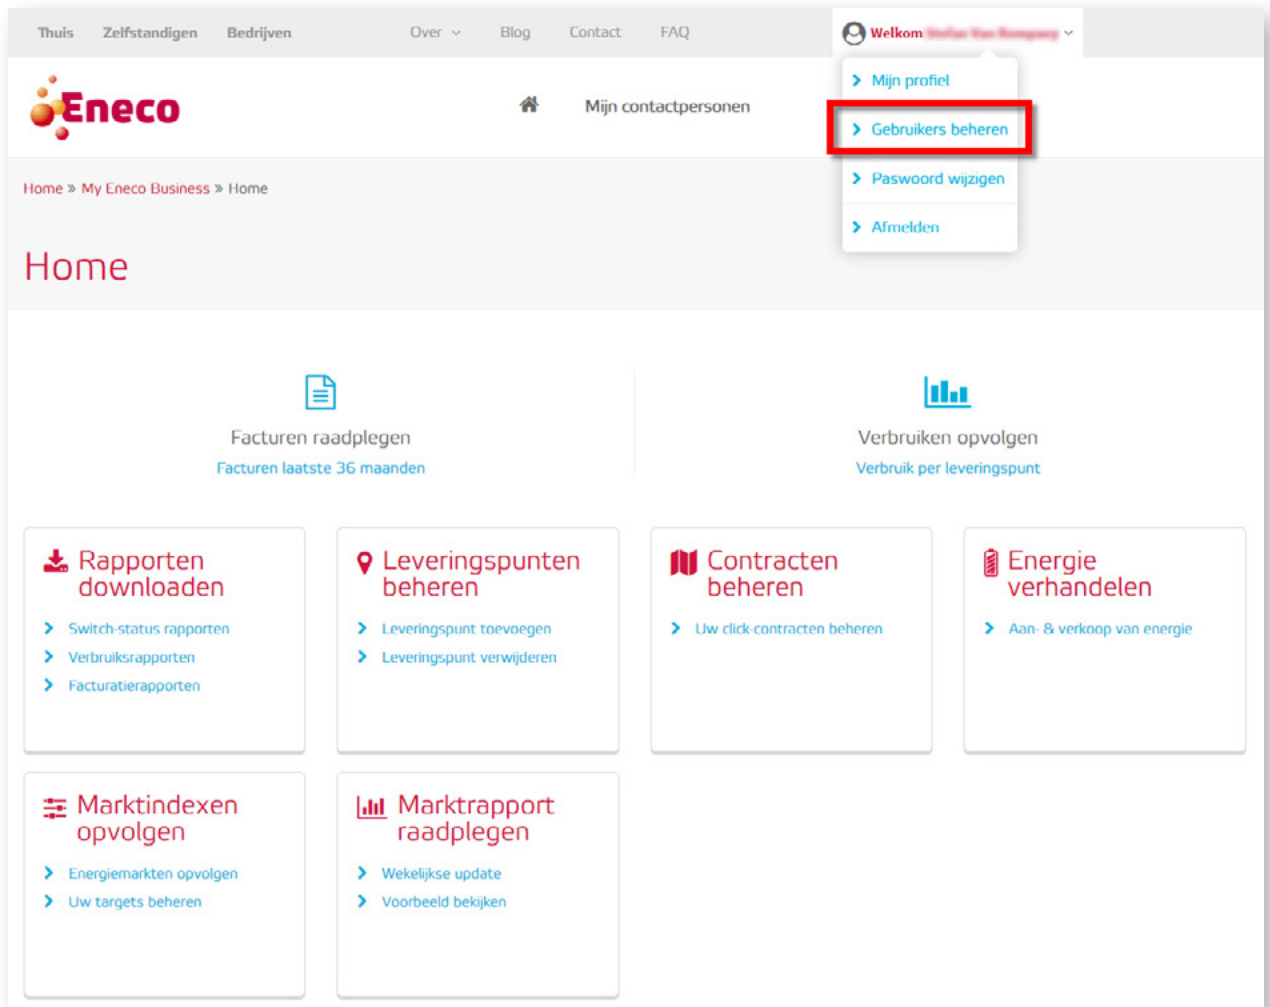 Thuis Zelfstandigen Bedrijven Over Blog Contact FAQ Welkom
Mijn profiel
Eneco
Mijn contactpersonen
Gebruikers beheren
Home » My Eneco Business » Home
Paswoord wijzigen
Afmelden
Home
Facturen raadplegen
Facturen laatste 36 maanden
Verbruiken opvolgen
Verbruik per leveringspunt
Rapporten
downloaden
Switch-status rapporten
Verbruiksrapporten
Facturatierapporten
Leveringspunten
beheren
Leveringspunt toevoegen
Leveringspunt verwijderen
Contracten
beheren
Uw click-contracten beheren
Energie
verhandelen
Aan- & verkoop van energie
Marktindexen
opvolgen
Energiemarkten opvolgen
Uw targets beheren
Marktrapport
raadplegen
Wekelijkse update
Voorbeeld bekijken